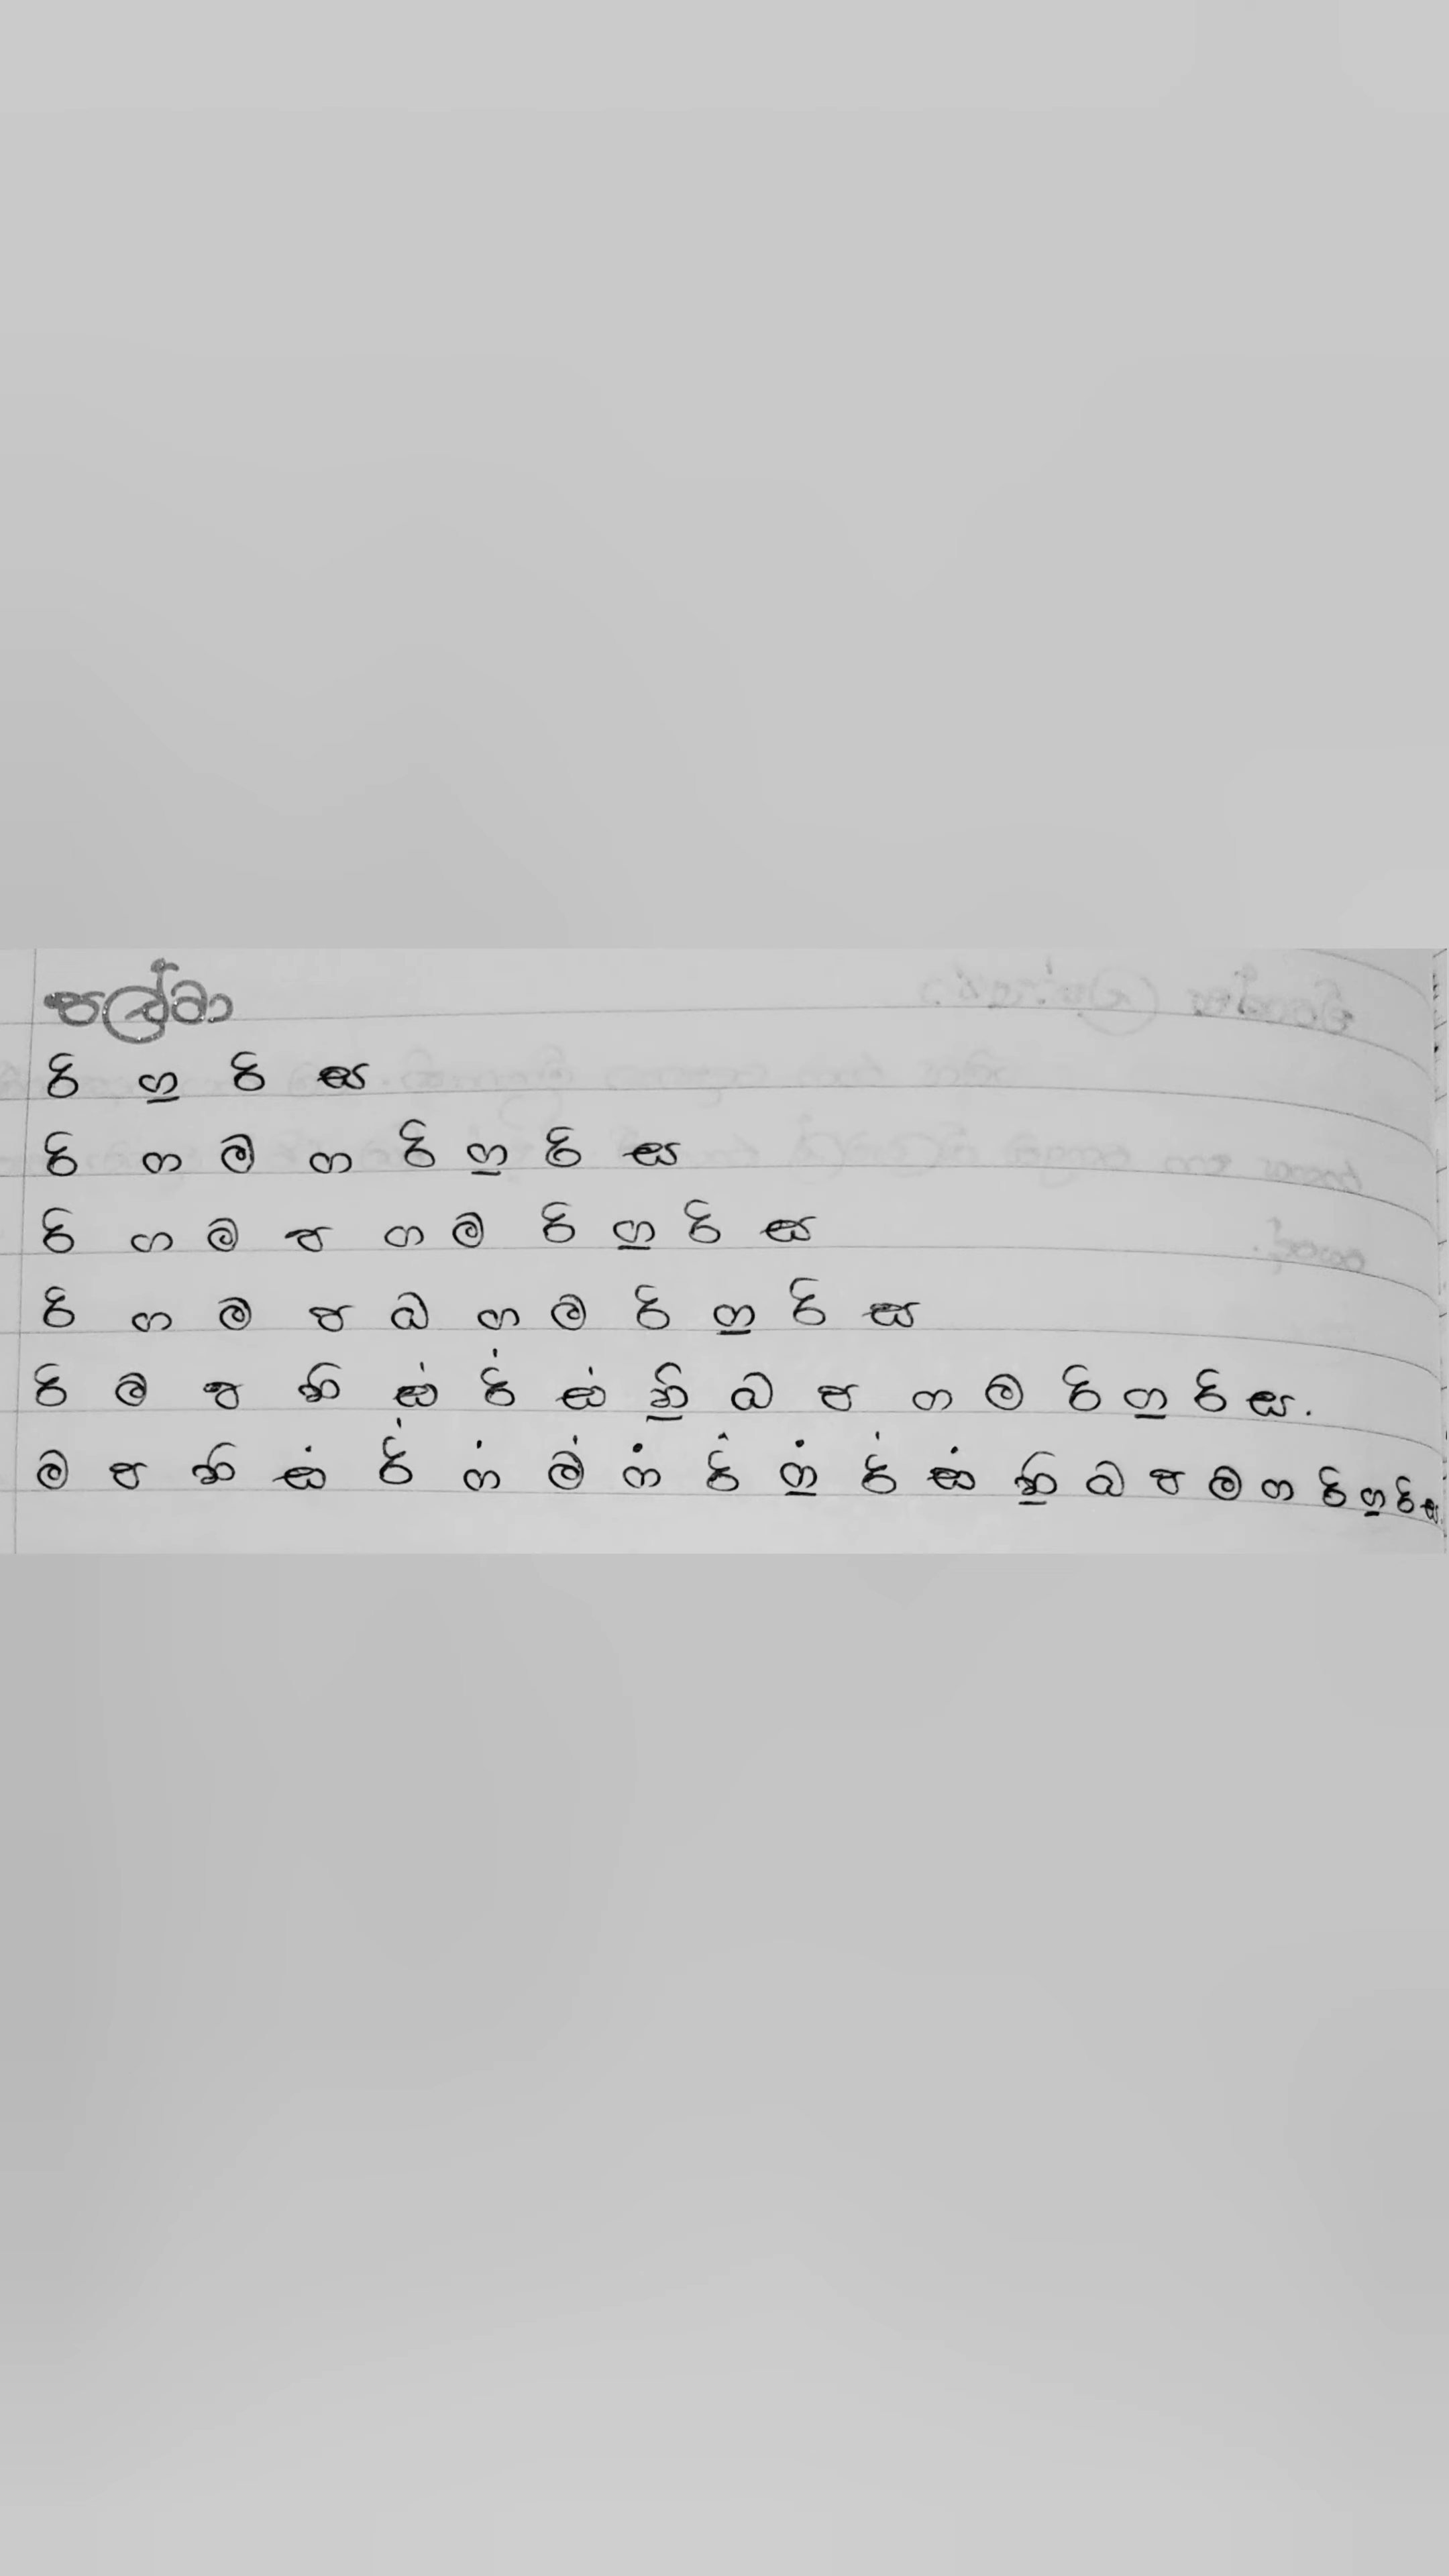 පල්ටා
රි ග̱ රි ස
රි ග ම ග රි ග̱ රි ස
රි ග ම ප ග ම රි ග̱ රි ස
රි ග ම ප ධ ග ම රි ග̱ රි ස
රි ම ප නි ස̇ රි̇ ස̇ නි̱ ධ ප ග ම රි ග̱ රි ස.
ම ප නි ස̇ රි̇ ග̇ ම̇ ග̇ රි̇ ග̱̇ රි̇ ස̇ නි̱ ධ ප ම ග රි ග̱ රි ස